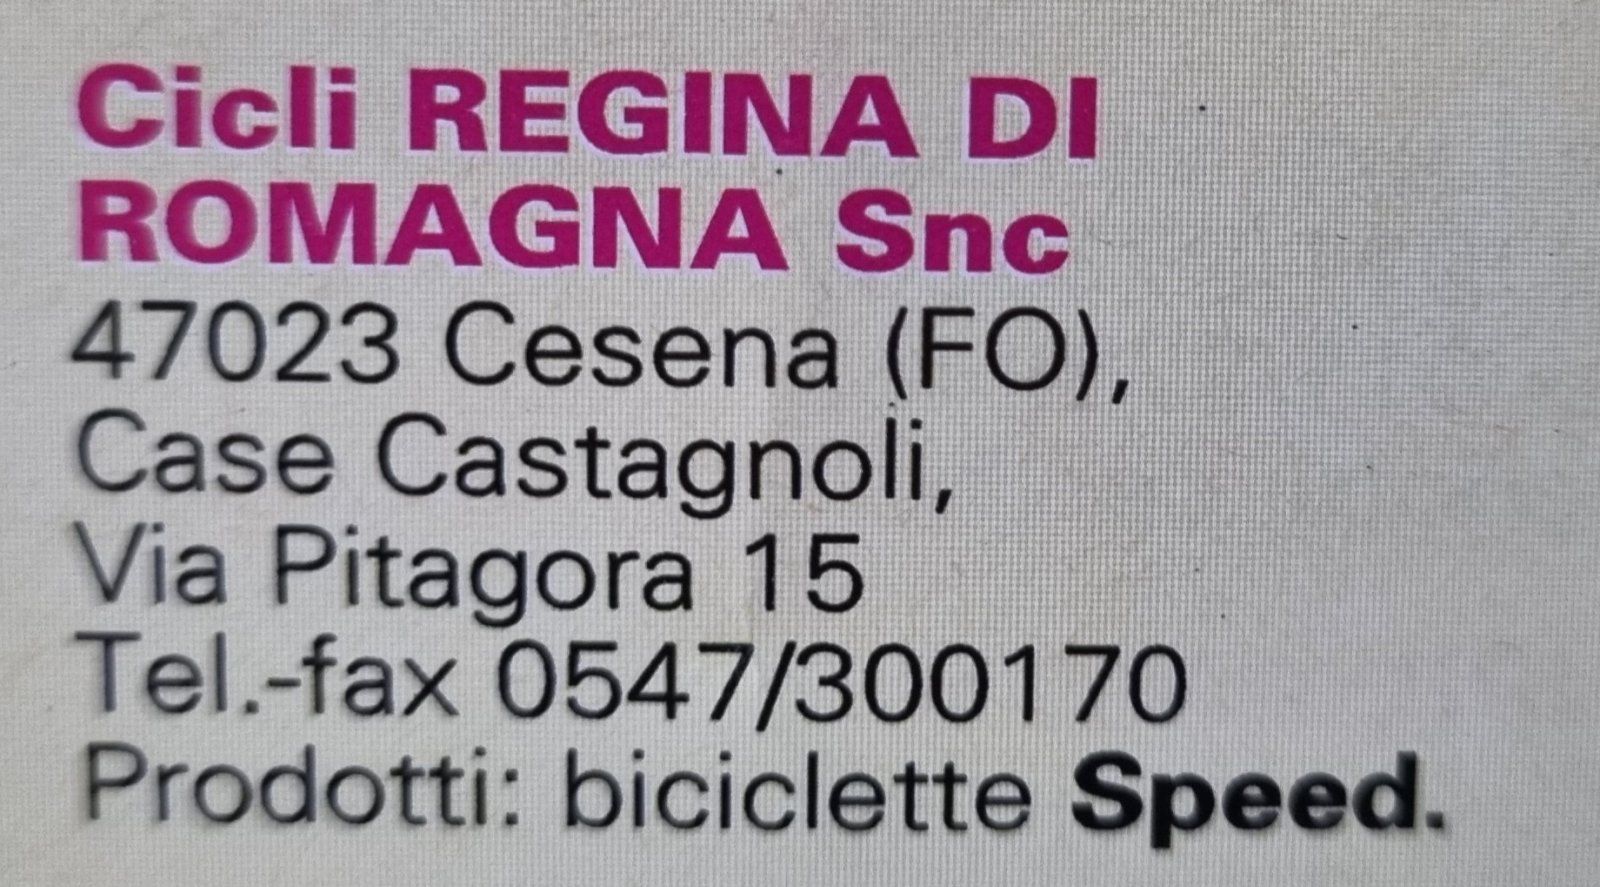 Cicli REGINA DI
ROMAGNA Snc
47023 Cesena (FO),
Case Castagnoli,
Via Pitagora 15
Tel.-fax 0547/300170
Prodotti: biciclette Speed.